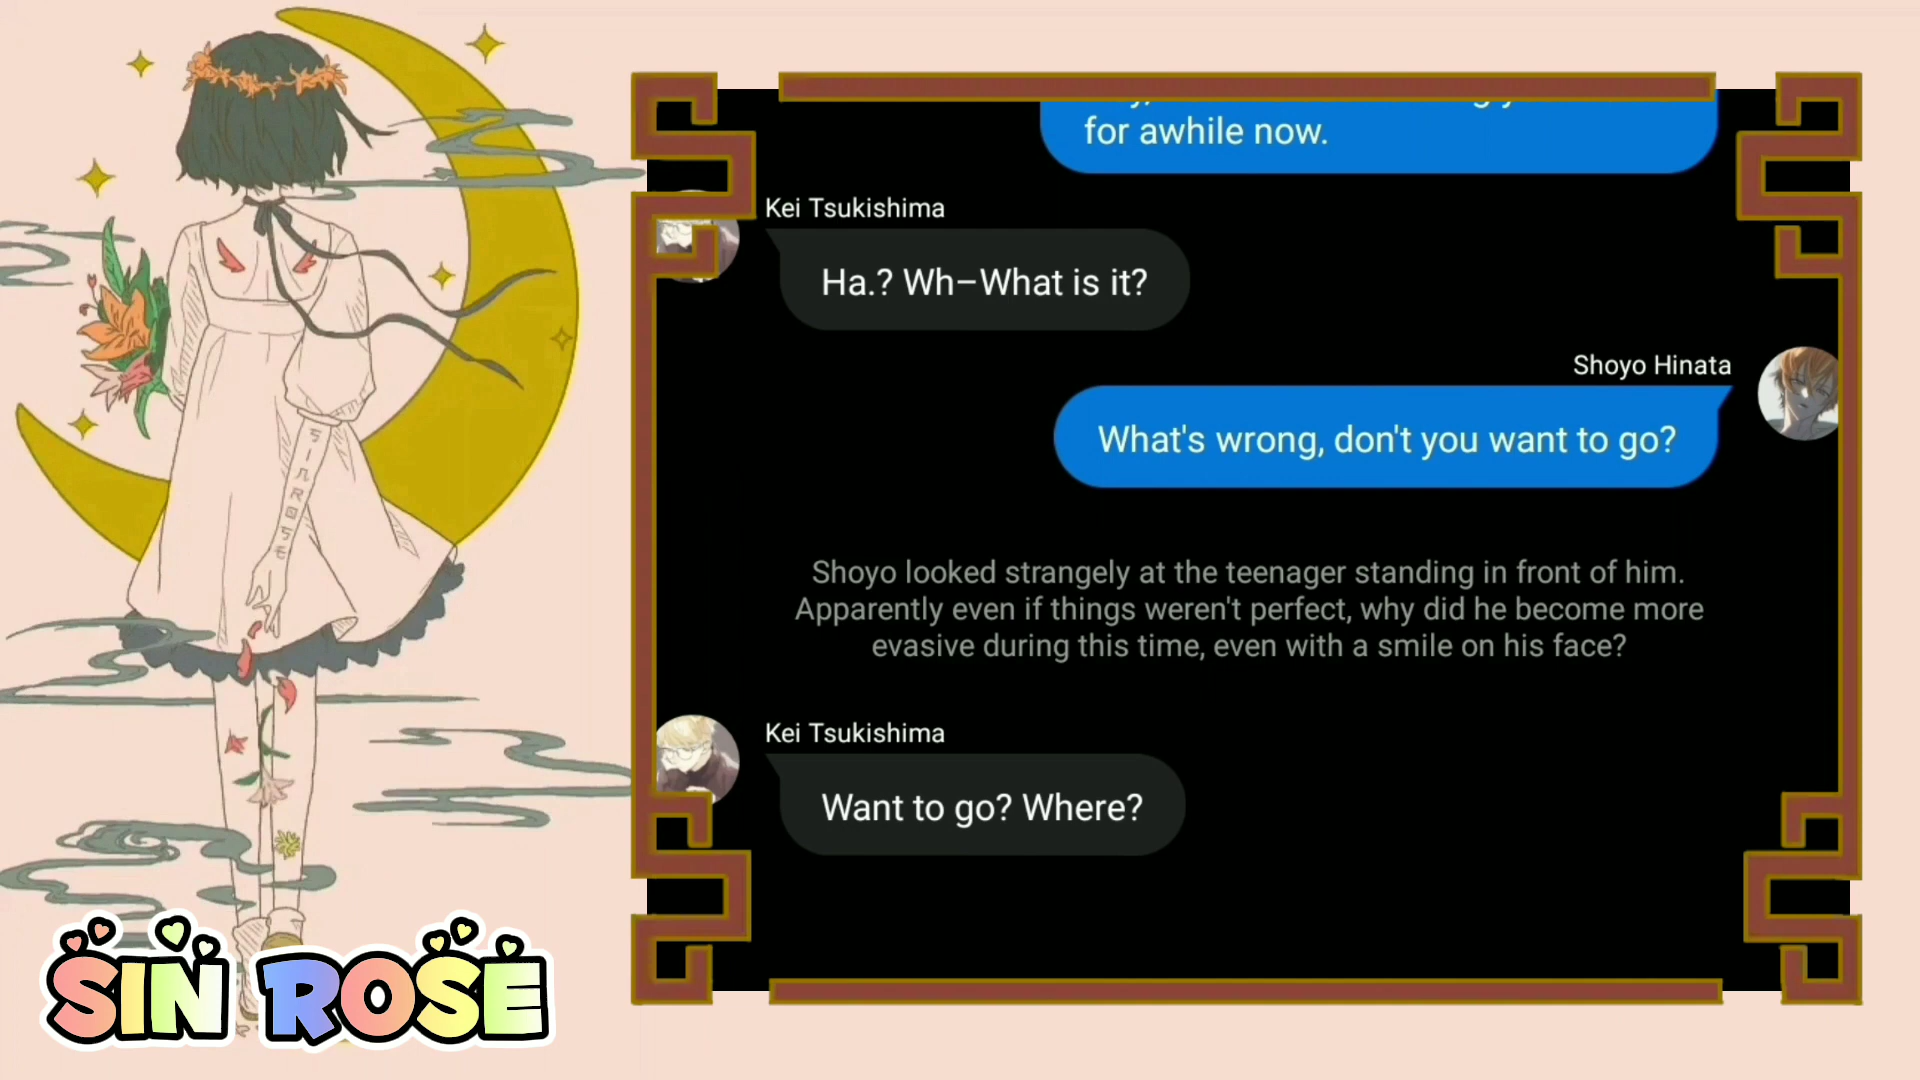 for awhile now.
Kei Tsukishima
Ha.? Wh–What is it?
Shoyo Hinata
What's wrong, don't you want to go?
Shoyo looked strangely at the teenager standing in front of him.
Apparently even if things weren't perfect, why did he become more
evasive during this time, even with a smile on his face?
Kei Tsukishima
Want to go? Where?
SINROSE
SIN ROSE